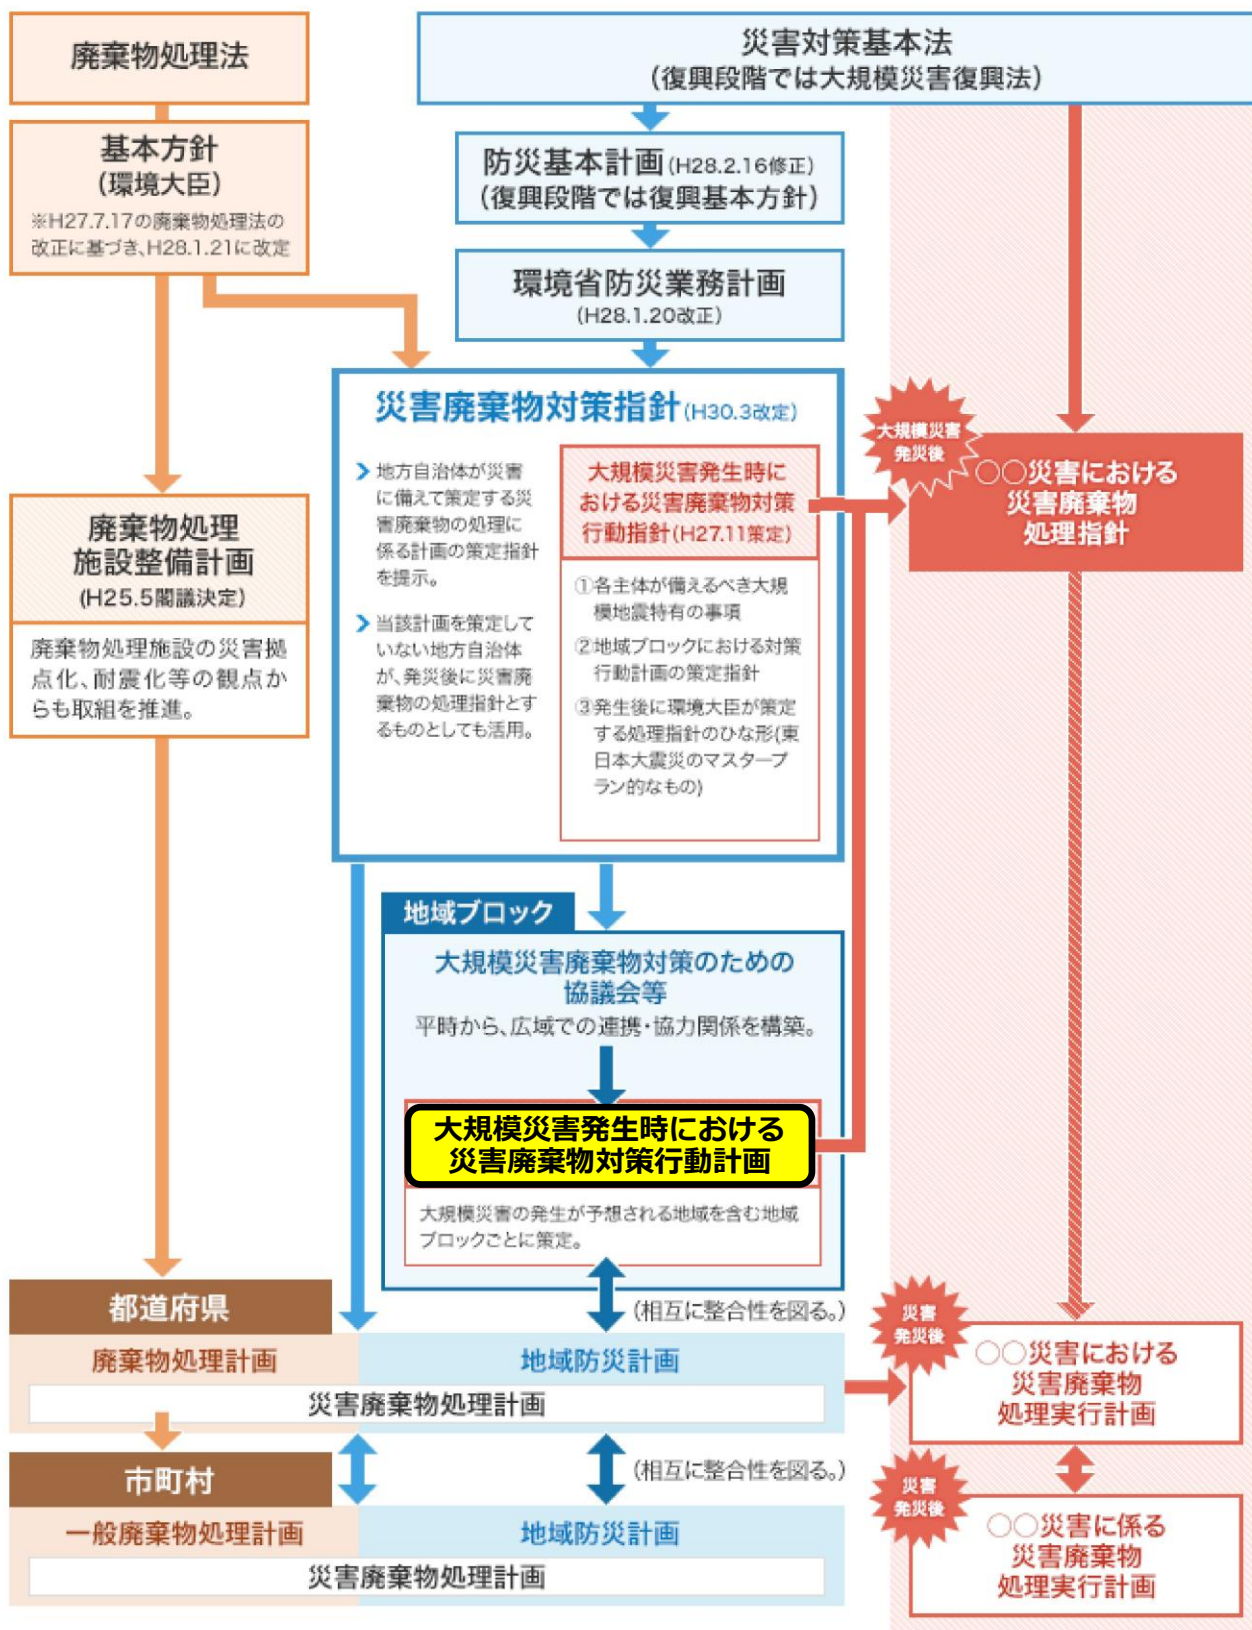 廃棄物処理法
基本方針
(環境大臣)
※H27.7.17の廃棄物処理法の
改正に基づき、H28.1.21に改定
廃棄物処理
施設整備計画
(H25.5閣議決定)
廃棄物処理施設の災害拠
点化、耐震化等の観点か
らも取組を推進。
災害対策基本法
(復興段階では大規模災害復興法)
防災基本計画(H28.2.16修正)
(復興段階では復興基本方針)
環境省防災業務計画
(H28.1.20改正)
災害廃棄物対策指針(H30.3改定)
地方自治体が災害
に備えて策定する災
害廃棄物の処理に
係る計画の策定指針
を提示。
当該計画を策定して
いない地方自治体
が、発災後に災害廃
棄物の処理指針とす
るものとしても活用。
大規模災害発生時に
おける災害廃棄物対策
行動指針(H27.11策定)
①各主体が備えるべき大規
模地震特有の事項
②地域ブロックにおける対策
行動計画の策定指針
③発生後に環境大臣が策定
する処理指針のひな形(東
日本大震災のマスタープ
ラン的なもの)
大規模災害
発災後
○○災害における
災害廃棄物
処理指針
地域ブロック
大規模災害廃棄物対策のための
協議会等
平時から、広域での連携・協力関係を構築。
大規模災害発生時における
災害廃棄物対策行動計画
大規模災害の発生が予想される地域を含む地域
ブロックごとに策定。
(相互に整合性を図る。)
都道府県
廃棄物処理計画
地域防災計画
災害廃棄物処理計画
災害
発災後
○○災害における
災害廃棄物
処理実行計画
(相互に整合性を図る。)
市町村
一般廃棄物処理計画
地域防災計画
災害廃棄物処理計画
災害
発災後
○○災害に係る
災害廃棄物
処理実行計画